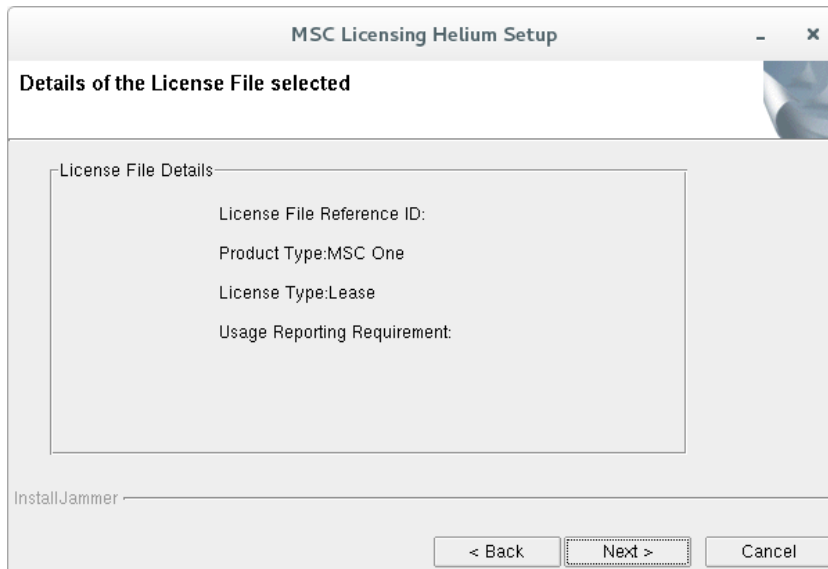 MSC Licensing Helium Setup
Details of the License File selected
License File Details
License File Reference ID:
Product Type:MSC One
License Type:Lease
Usage Reporting Requirement:
InstallJammer
< Back Next > Cancel